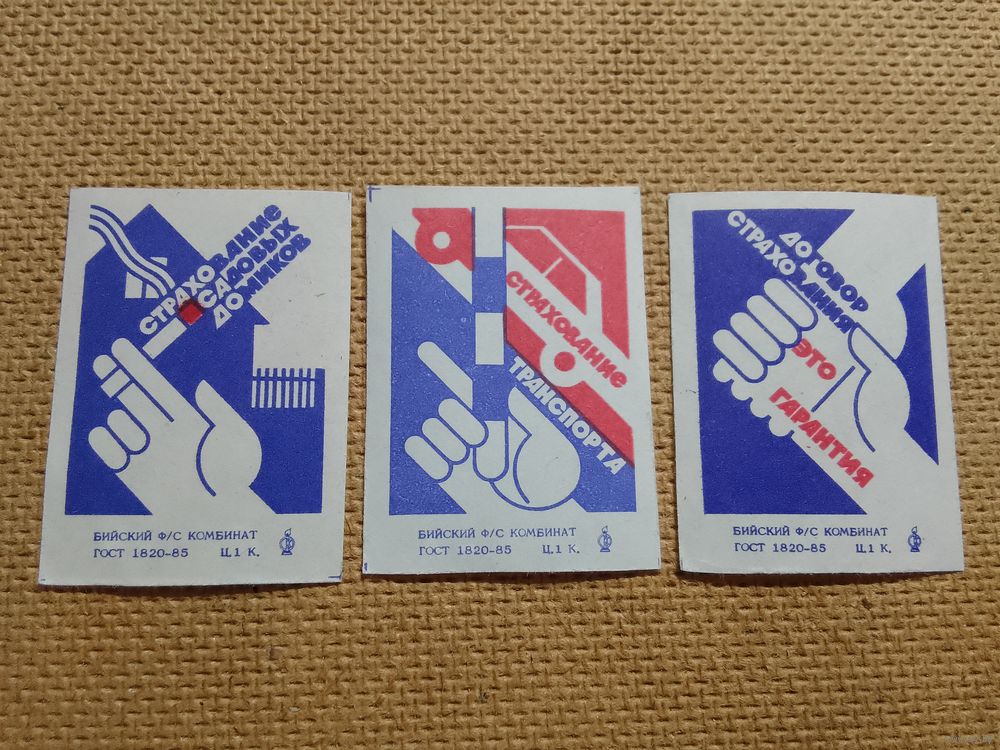 СТРАХОВАНИЕ
САДОВЫХ
ДОМИКОВ
БИЙСКИЙ Ф/С КОМБИНАТ
ГОСТ 1820-85 Ц.1 К.
СТРАХОВАНИЕ
ТРАНСПОРТА
БИЙСКИЙ Ф/С КОМБИНАТ
ГОСТ 1820-85 Ц.1 К.
ДОГОВОР
СТРАХОВАНИЯ
ЭТО
ГАРАНТИЯ
БИЙСКИЙ Ф/С КОМБИНАТ
ГОСТ 1820-85 Ц.1 К.